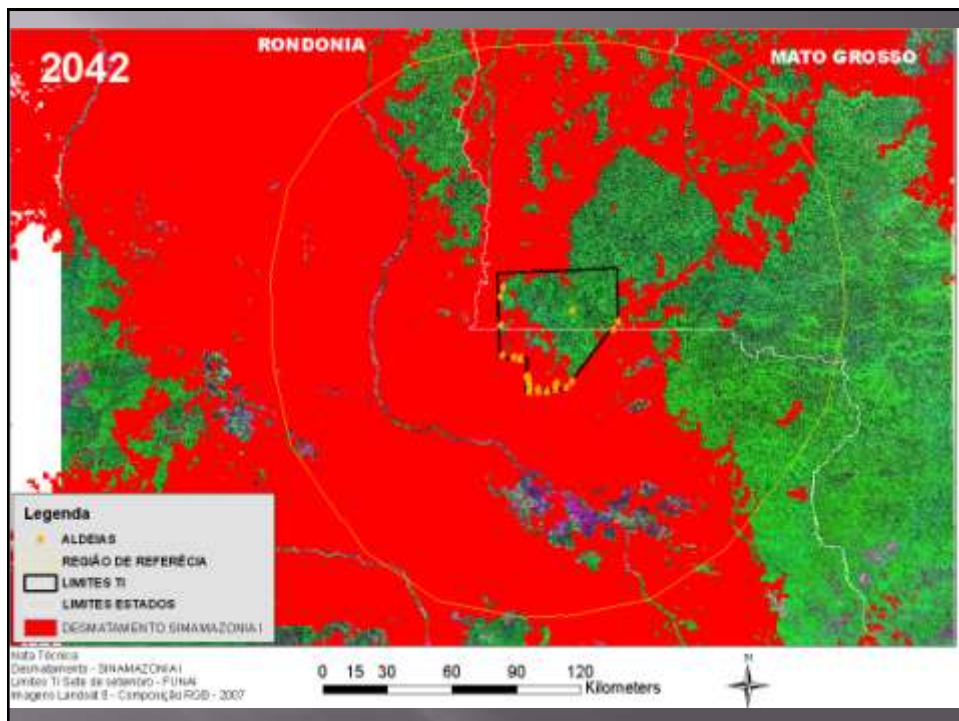 2042
RONDONIA
MATO GROSSO
Legenda
ALDEIAS
REGIÃO DE REFERÊCIA
LIMITES TI
LIMITES ESTADOS
DESMATAMENTO SIMAMAZONIA I
Nota Técnica
Desmatamento - SIMAMAZONIA I
Limites TI Sete de setembro - FUNAI
Imagens Landsat 5 - Composição RGB - 2007
0 15 30 60 90 120
Kilometers
N